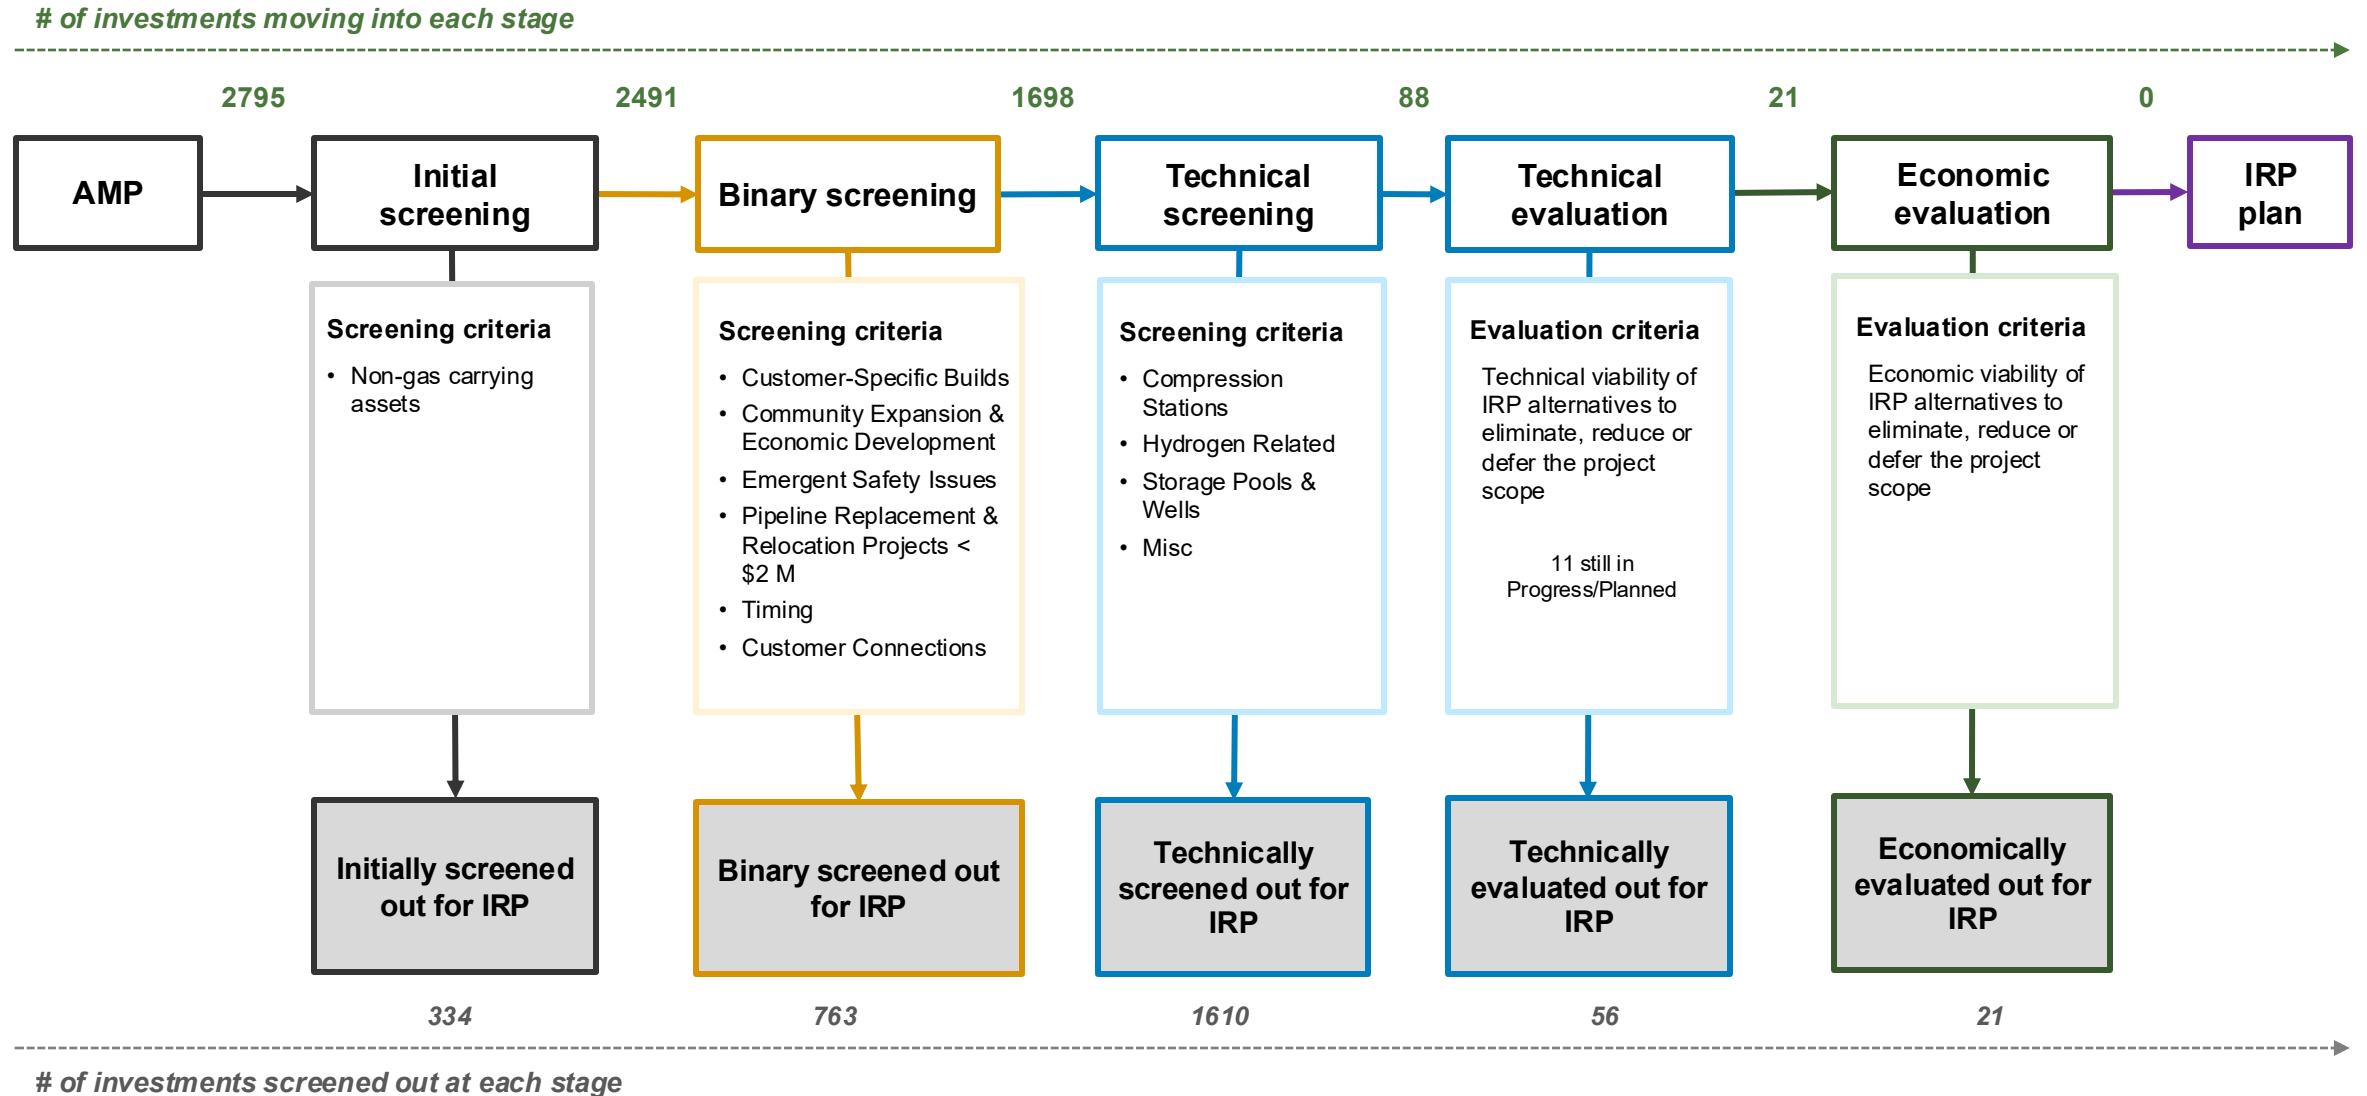 # of investments moving into each stage
2795
2491
1698
88
21
0
AMP
Initial
screening
Binary screening
Technical
screening
Technical
evaluation
Economic
evaluation
IRP
plan
Screening criteria
• Non-gas carrying
assets
Screening criteria
• Customer-Specific Builds
• Community Expansion &
Economic Development
• Emergent Safety Issues
• Pipeline Replacement &
Relocation Projects <
$2 M
• Timing
• Customer Connections
Screening criteria
• Compression
Stations
• Hydrogen Related
• Storage Pools &
Wells
• Misc
Evaluation criteria
Technical viability of
IRP alternatives to
eliminate, reduce or
defer the project
scope
11 still in
Progress/Planned
Evaluation criteria
Economic viability of
IRP alternatives to
eliminate, reduce or
defer the project
scope
Initially screened
out for IRP
Binary screened out
for IRP
Technically
screened out for
IRP
Technically
evaluated out for
IRP
Economically
evaluated out for
IRP
334
763
1610
56
21
# of investments screened out at each stage